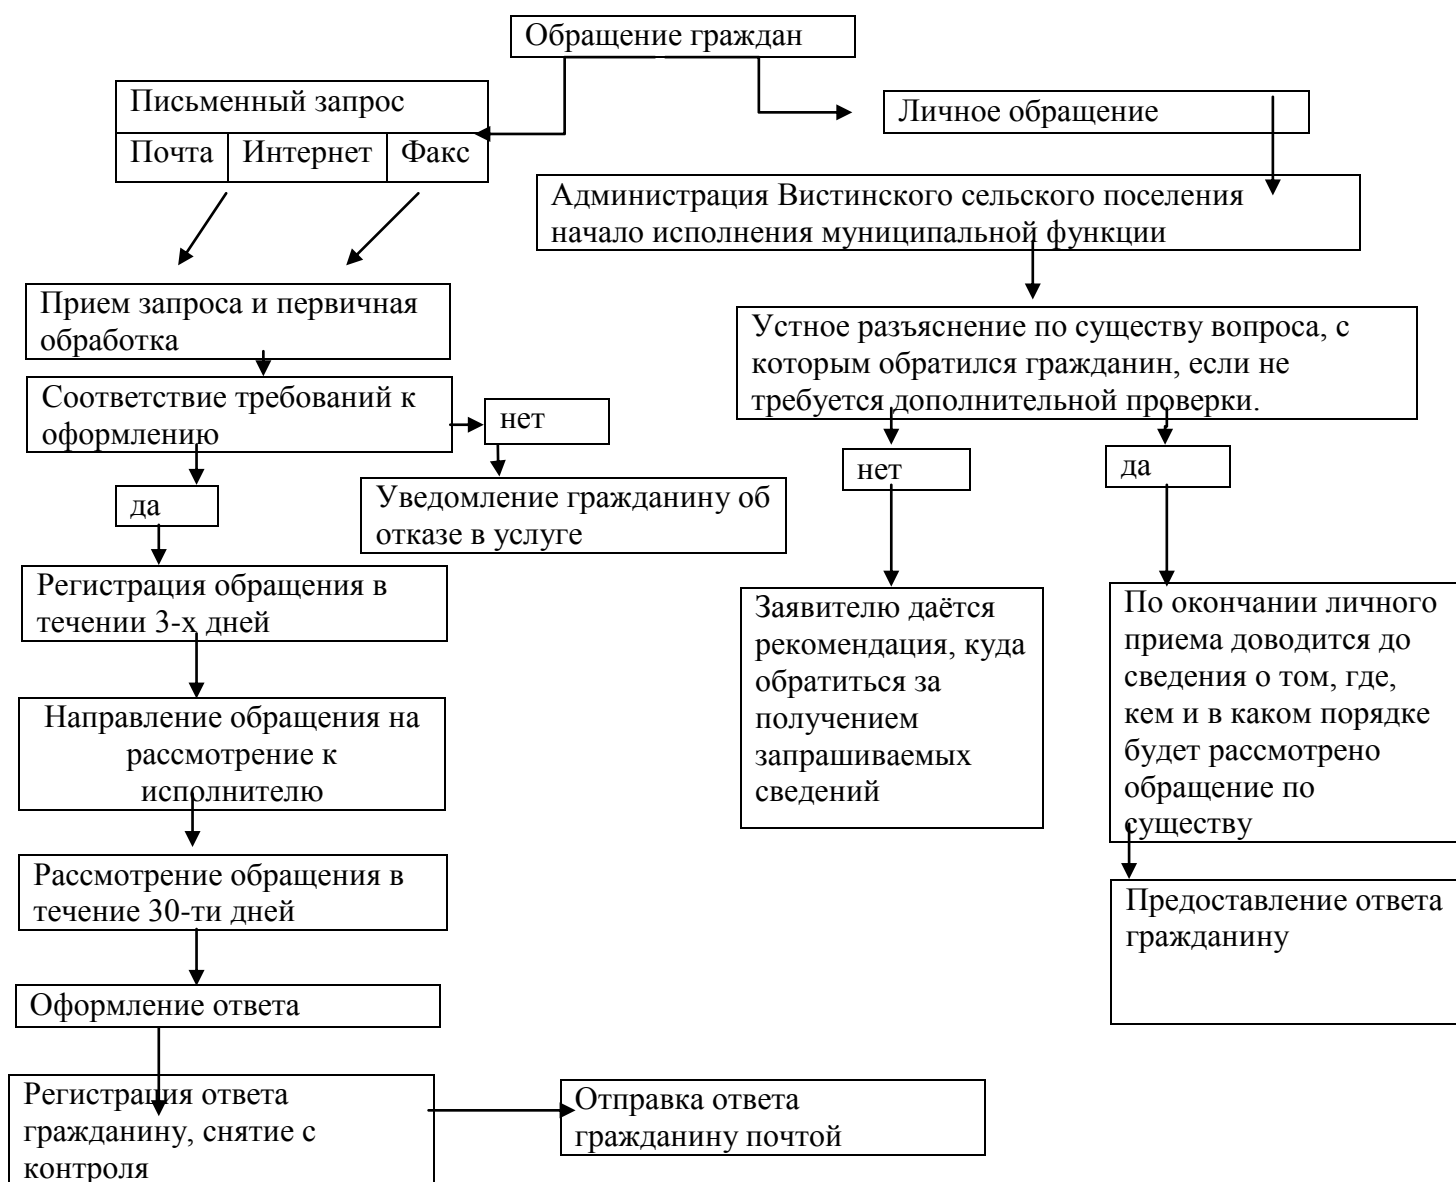 Обращение граждан
Письменный запрос
Почта Интернет Факс
Личное обращение
Администрация Вистинского сельского поселения
начало исполнения муниципальной функции
Прием запроса и первичная
обработка
Соответствие требований к
оформлению
нет
Уведомление гражданину об
отказе в услуге
да
Регистрация обращения в
течении 3-х дней
Направление обращения на
рассмотрение к
исполнителю
Рассмотрение обращения в
течение 30-ти дней
Оформление ответа
Регистрация ответа
гражданину, снятие с
контроля
Отправка ответа
гражданину почтой
Устное разъяснение по существу вопроса, с
которым обратился гражданин, если не
требуется дополнительной проверки.
нет
Заявителю даётся
рекомендация, куда
обратиться за
получением
запрашиваемых
сведений
да
По окончании личного
приема доводится до
сведения о том, где,
кем и в каком порядке
будет рассмотрено
обращение по
существу
Предоставление ответа
гражданину